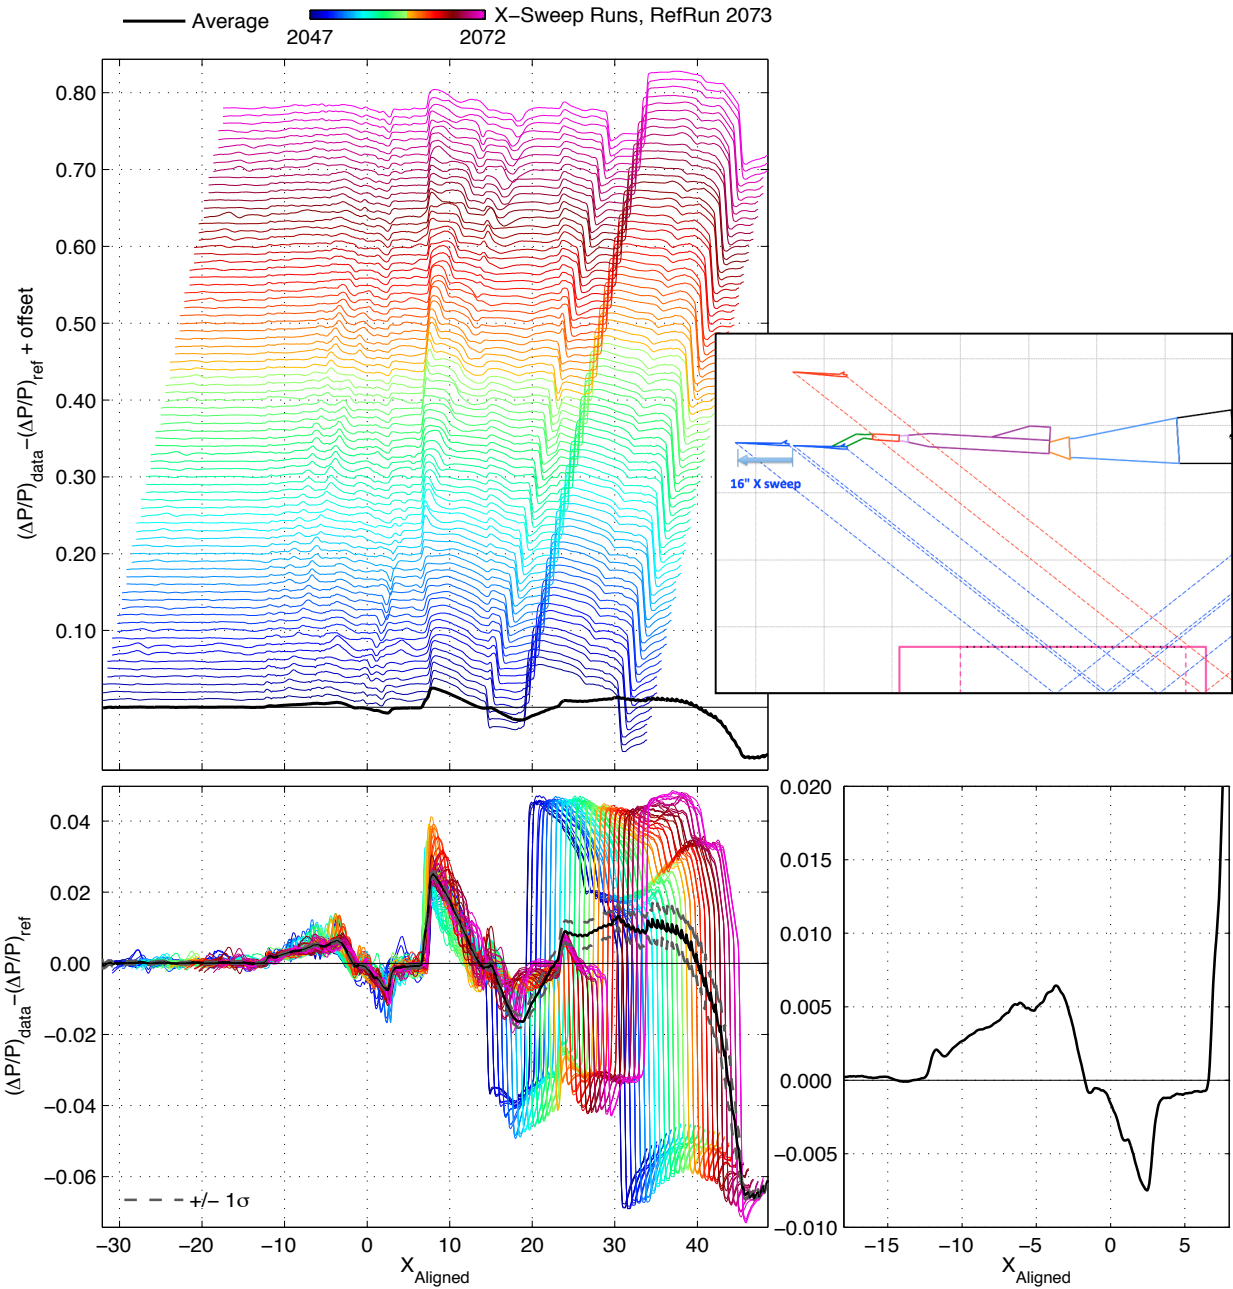 Average
X-Sweep Runs, RefRun 2073
2047 2072
0.80
0.70
0.60
0.50
0.40
0.30
0.20
0.10
(ΔP/P)data−(ΔP/P)ref + offset
16" X sweep
0.04
0.02
0.00
−0.02
−0.04
−0.06
(ΔP/P)data−(ΔP/P)ref
+/− 1σ
−30 −20 −10 0 10 20 30 40
XAligned
0.020
0.015
0.010
0.005
0.000
−0.005
−0.010
−15 −10 −5 0 5
XAligned